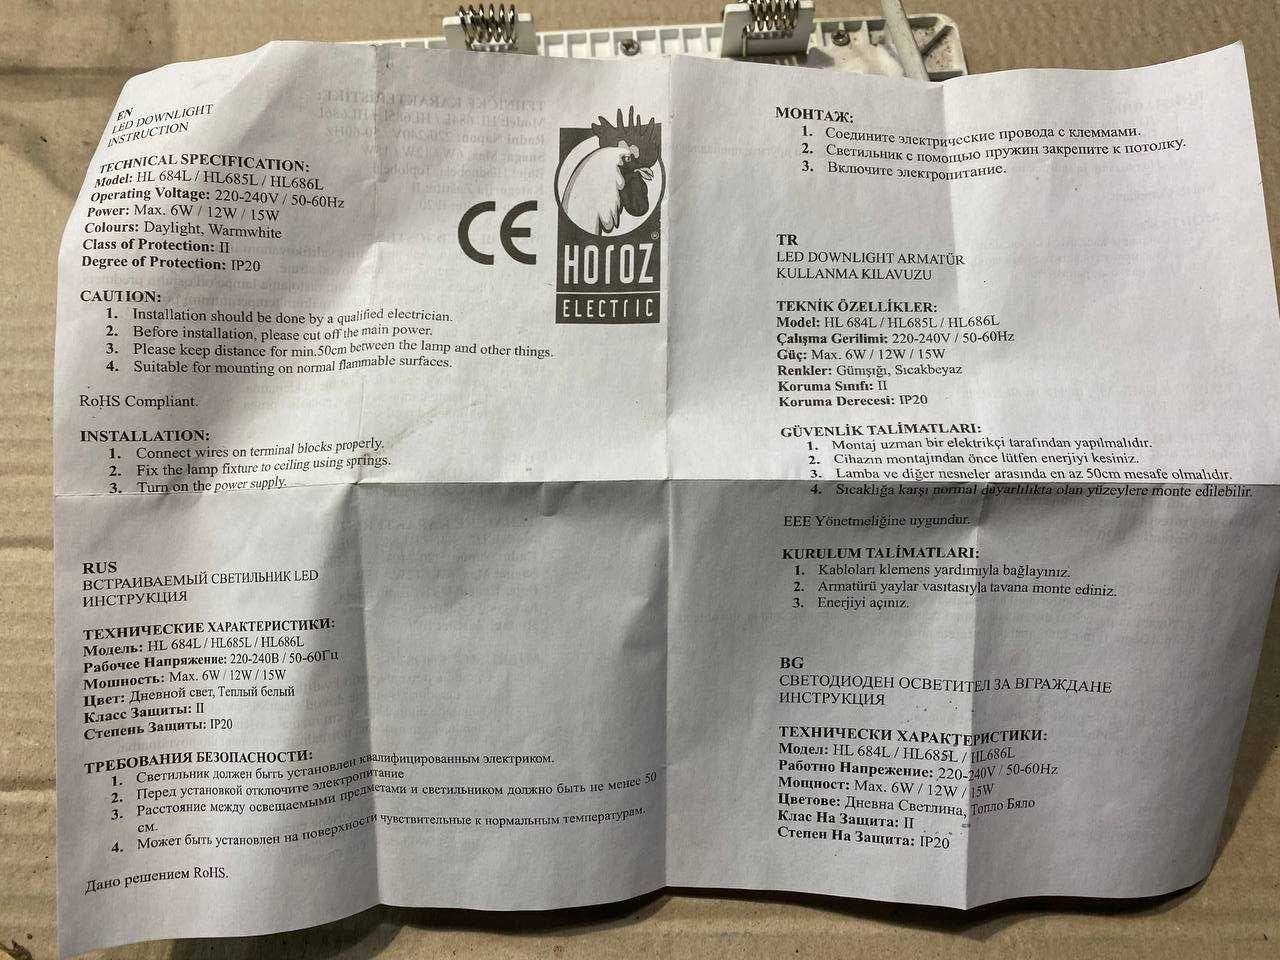 EN
LED DOWNLIGHT
INSTRUCTION
TECHNICAL SPECIFICATION:
Model: HL 684L / HL685L / HL686L
Operating Voltage: 220-240V / 50-60Hz
Power: Max. 6W / 12W / 15W
Colours: Daylight, Warmwhite
Class of Protection: II
Degree of Protection: IP20
CAUTION:
1. Installation should be done by a qualified electrician.
2. Before installation, please cut off the main power.
3. Please keep distance for min.50cm between the lamp and other things.
4. Suitable for mounting on normal flammable surfaces.
RoHS Compliant.
INSTALLATION:
1. Connect wires on terminal blocks properly.
2. Fix the lamp fixture to ceiling using springs.
3. Turn on the power supply.
CE
HOROZ
®
ELECTRIC
RUS
ВСТРАИВАЕМЫЙ СВЕТИЛЬНИК LED
ИНСТРУКЦИЯ
ТЕХНИЧЕСКИЕ ХАРАКТЕРИСТИКИ:
Модель: HL 684L / HL685L / HL686L
Рабочее Напряжение: 220-240В / 50-60Гц
Мошность: Max. 6W / 12W / 15W
Цвет: Дневной свет, Теплый белый
Класс Защиты: II
Степень Защиты: IP20
ТРЕБОВАНИЯ БЕЗОПАСНОСТИ:
1. Светильник должен быть установлен квалифицированным электриком.
2. Перед установкой отключите электропитание
3. Расстояние между освещаемыми предметами и светильником должно быть не менее 50
см.
4. Может быть установлен на поверхности чувствительные к нормальным температурам.
Дано решением RoHS.
МОНТАЖ:
1. Соедините электрические провода с клеммами.
2. Светильник с помощью пружин закрепите к потолку.
3. Включите электропитание.
TR
LED DOWNLIGHT ARMATÜR
KULLANMA KILAVUZU
TEKNİK ÖZELLİKLER:
Model: HL 684L / HL685L / HL686L
Çalışma Gerilimi: 220-240V / 50-60Hz
Güç: Max. 6W / 12W / 15W
Renkler: Günışığı, Sıcakbeyaz
Koruma Sınıfı: II
Koruma Derecesi: IP20
GÜVENLİK TALİMATLARI:
1. Montaj uzman bir elektrikçi tarafından yapılmalıdır.
2. Cihazın montajından önce lütfen enerjiyi kesiniz.
3. Lamba ve diğer nesneler arasında en az 50cm mesafe olmalıdır.
4. Sıcaklığa karşı normal duyarlılıkta olan yüzeylere monte edilebilir.
EEE Yönetmeliğine uygundur.
KURULUM TALİMATLARI:
1. Kabloları klemens yardımıyla bağlayınız.
2. Armatürü yaylar vasıtasıyla tavana monte ediniz.
3. Enerjiyi açınız.
BG
СВЕТОДИОДЕН ОСВЕТИТЕЛ ЗА ВГРАЖДАНЕ
ИНСТРУКЦИЯ
ТЕХНИЧЕСКИ ХАРАКТЕРИСТИКИ:
Модел: HL 684L / HL685L / HL686L
Работно Напрежение: 220-240V / 50-60Hz
Мощност: Max. 6W / 12W / 15W
Цветове: Дневна Светлина, Топло Бяло
Клас На Защита: II
Степен На Защита: IP20